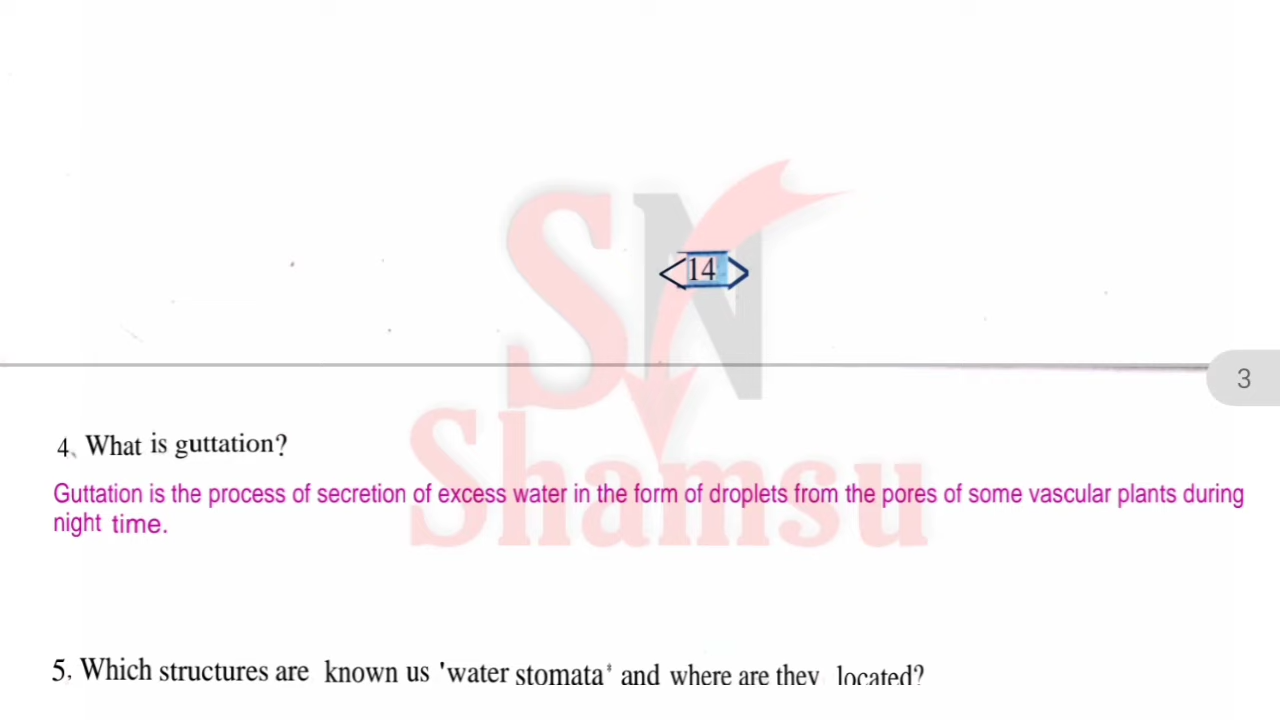 SN
14
Shamsu
3
4. What is guttation?
Guttation is the process of secretion of excess water in the form of droplets from the pores of some vascular plants during
night time.
5. Which structures are known us 'water stomata' and where are they located?